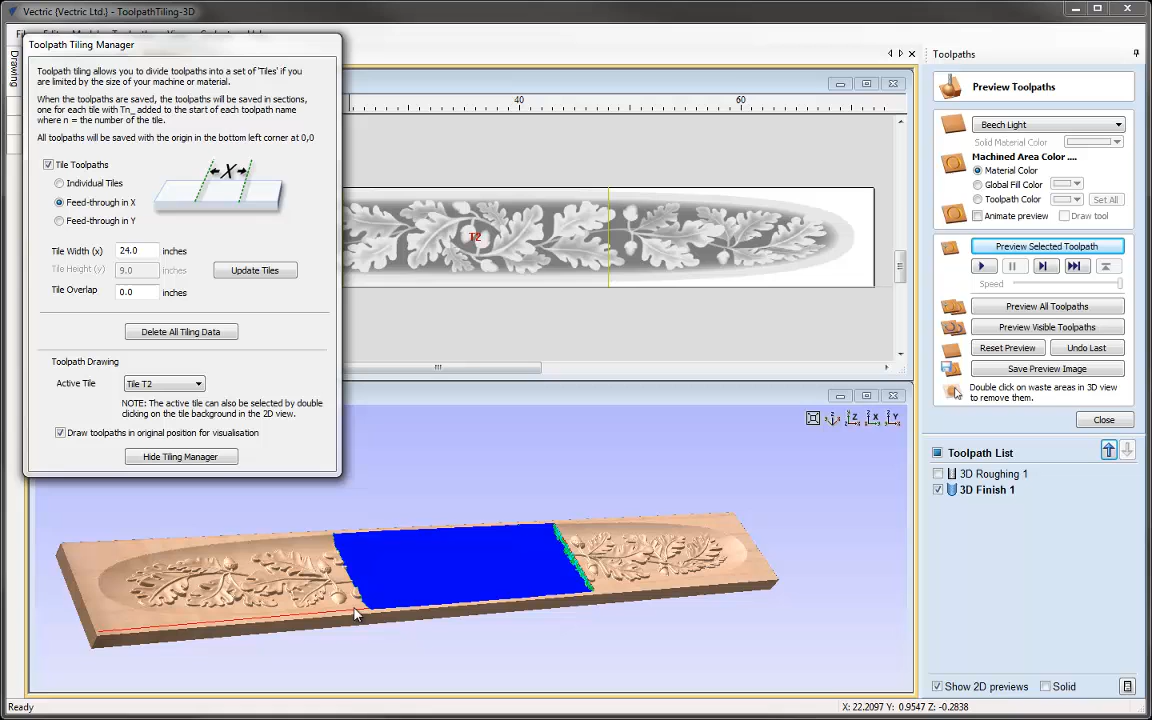 Vectric {Vectric Ltd.} - ToolpathTiling-3D
Toolpath Tiling Manager
Toolpath tiling allows you to divide toolpaths into a set of 'Tiles' if you
are limited by the size of your machine or material.
When the toolpaths are saved, the toolpaths will be saved in sections,
one for each tile with Tn_ added to the start of each toolpath name
where n = the number of the tile.
All toolpaths will be saved with the origin in the bottom left corner at 0,0
Tile Toolpaths
Individual Tiles
Feed-through in X
Feed-through in Y
X
Tile Width (x) 24.0 inches
Tile Height (y) 9.0 inches
Update Tiles
Tile Overlap 0.0 inches
Delete All Tiling Data
Toolpath Drawing
Active Tile Tile T2
NOTE: The active tile can also be selected by double
clicking on the tile background in the 2D view.
Draw toolpaths in original position for visualisation
Hide Tiling Manager
Drawing
40 60
T2
Z X Y
Toolpaths
Preview Toolpaths
Beech Light
Solid Material Color
Machined Area Color ....
Material Color
Global Fill Color
Toolpath Color Set All
Animate preview Draw tool
Preview Selected Toolpath
Speed
Preview All Toolpaths
Preview Visible Toolpaths
Reset Preview Undo Last
Save Preview Image
Double click on waste areas in 3D view
to remove them.
Close
Toolpath List
3D Roughing 1
3D Finish 1
Show 2D previews Solid
Ready
X: 22.2097 Y: 0.9547 Z: -0.2838